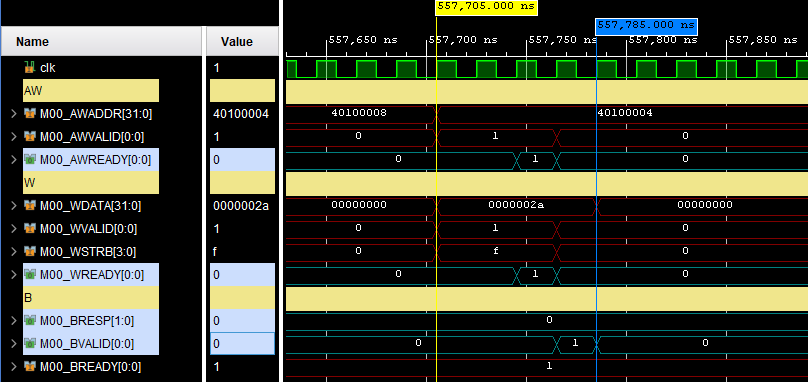 557,705.000 ns
557,785.000 ns
Name Value 557,650 ns 557,700 ns 557,750 ns 557,800 ns 557,850 ns
clk 1
AW
M00_AWADDR[31:0] 40100004 40100008 40100004
M00_AWVALID[0:0] 1 0 1 0
M00_AWREADY[0:0] 0 0 1 0
W
M00_WDATA[31:0] 0000002a 00000000 0000002a 00000000
M00_WVALID[0:0] 1 0 1 0
M00_WSTRB[3:0] f 0 f 0
M00_WREADY[0:0] 0 0 1 0
B
M00_BRESP[1:0] 0 0
M00_BVALID[0:0] 0 0 1 0
M00_BREADY[0:0] 1 1